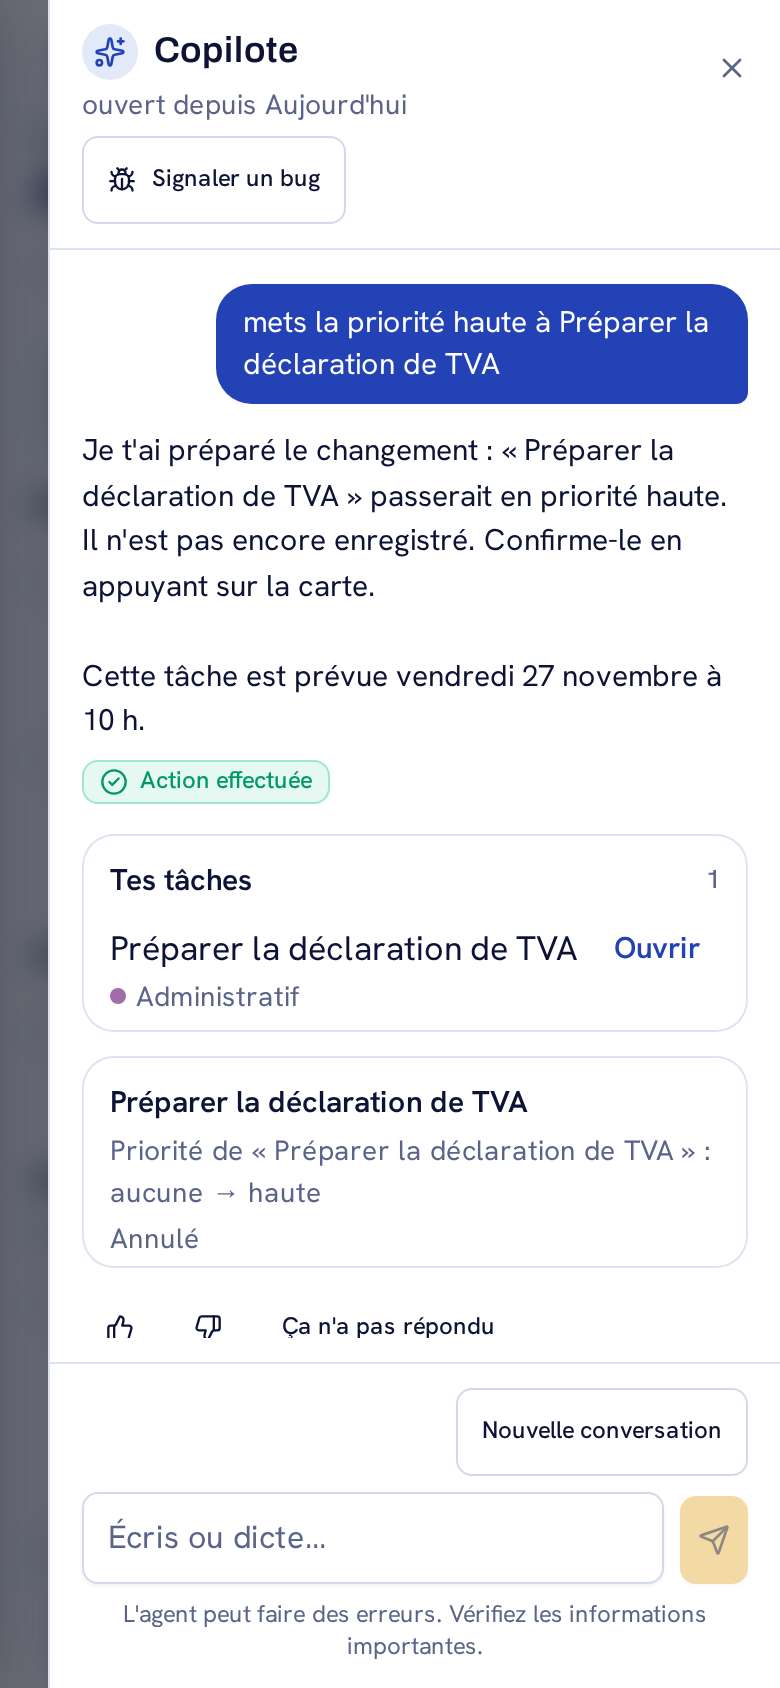 Copilote
ouvert depuis Aujourd'hui
Signaler un bug
mets la priorité haute à Préparer la
déclaration de TVA
Je t'ai préparé le changement : « Préparer la
déclaration de TVA » passerait en priorité haute.
Il n'est pas encore enregistré. Confirme-le en
appuyant sur la carte.
Cette tâche est prévue vendredi 27 novembre à
10 h.
Action effectuée
Tes tâches 1
Préparer la déclaration de TVA Ouvrir
Administratif
Préparer la déclaration de TVA
Priorité de « Préparer la déclaration de TVA » :
aucune → haute
Annulé
Ça n'a pas répondu
Nouvelle conversation
Écris ou dicte...
L'agent peut faire des erreurs. Vérifiez les informations
importantes.